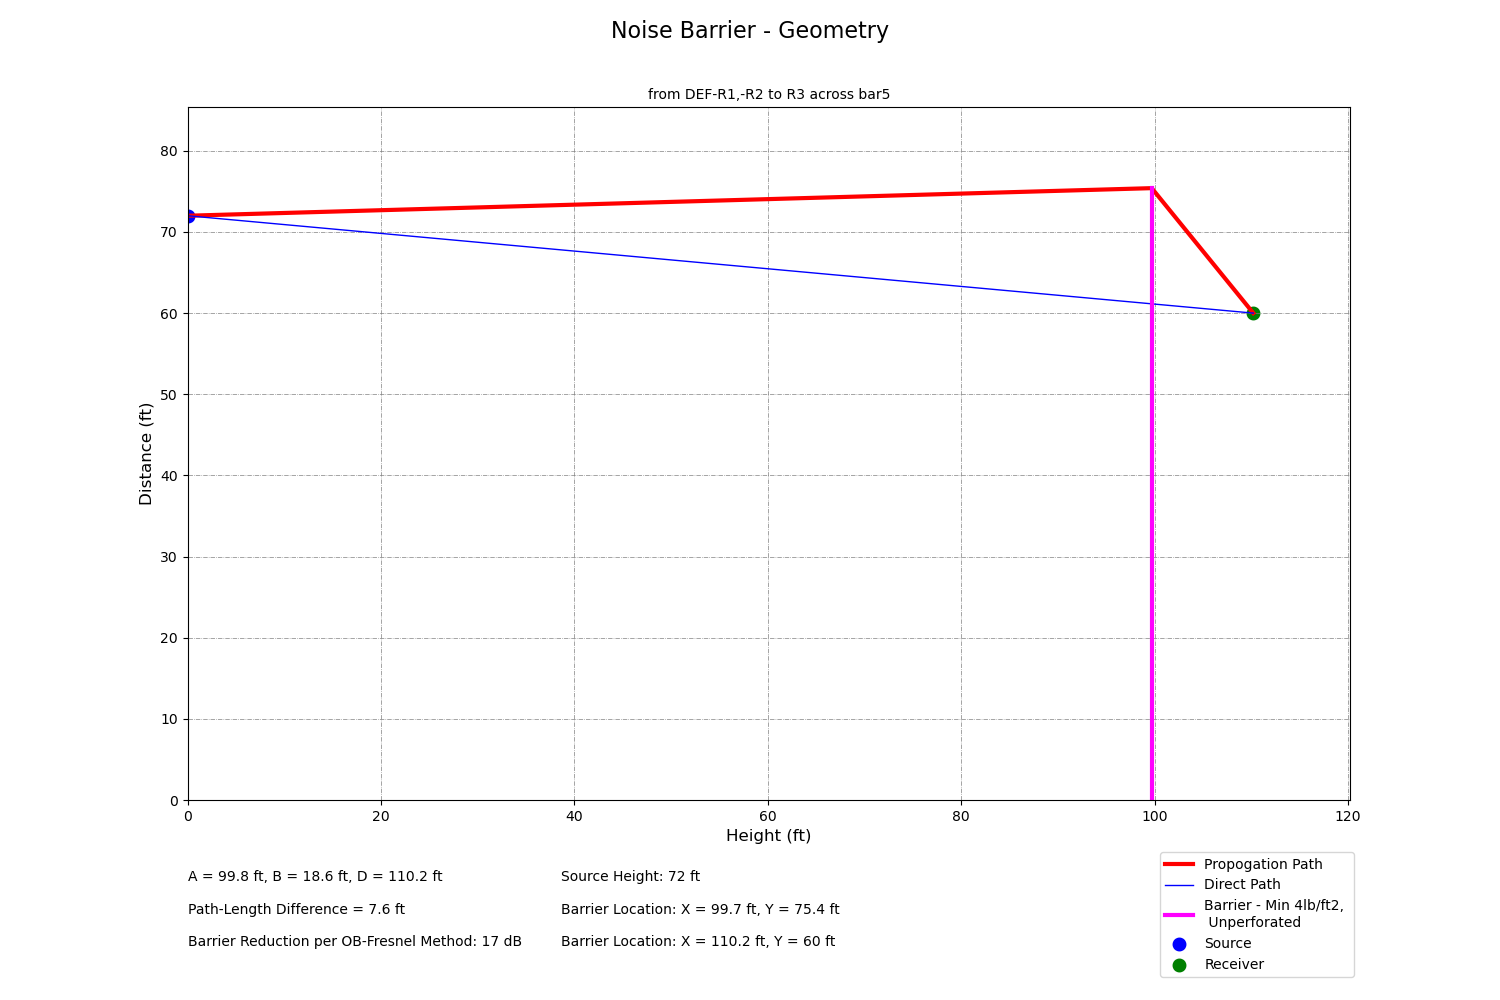 Noise Barrier - Geometry
from DEF-R1,-R2 to R3 across bar5
80
70
60
50
40
30
20
10
0
Distance (ft)
0 20 40 60 80 100 120
Height (ft)
A = 99.8 ft, B = 18.6 ft, D = 110.2 ft
Path-Length Difference = 7.6 ft
Barrier Reduction per OB-Fresnel Method: 17 dB
Source Height: 72 ft
Barrier Location: X = 99.7 ft, Y = 75.4 ft
Barrier Location: X = 110.2 ft, Y = 60 ft
Propogation Path
Direct Path
Barrier - Min 4lb/ft2,
Unperforated
Source
Receiver